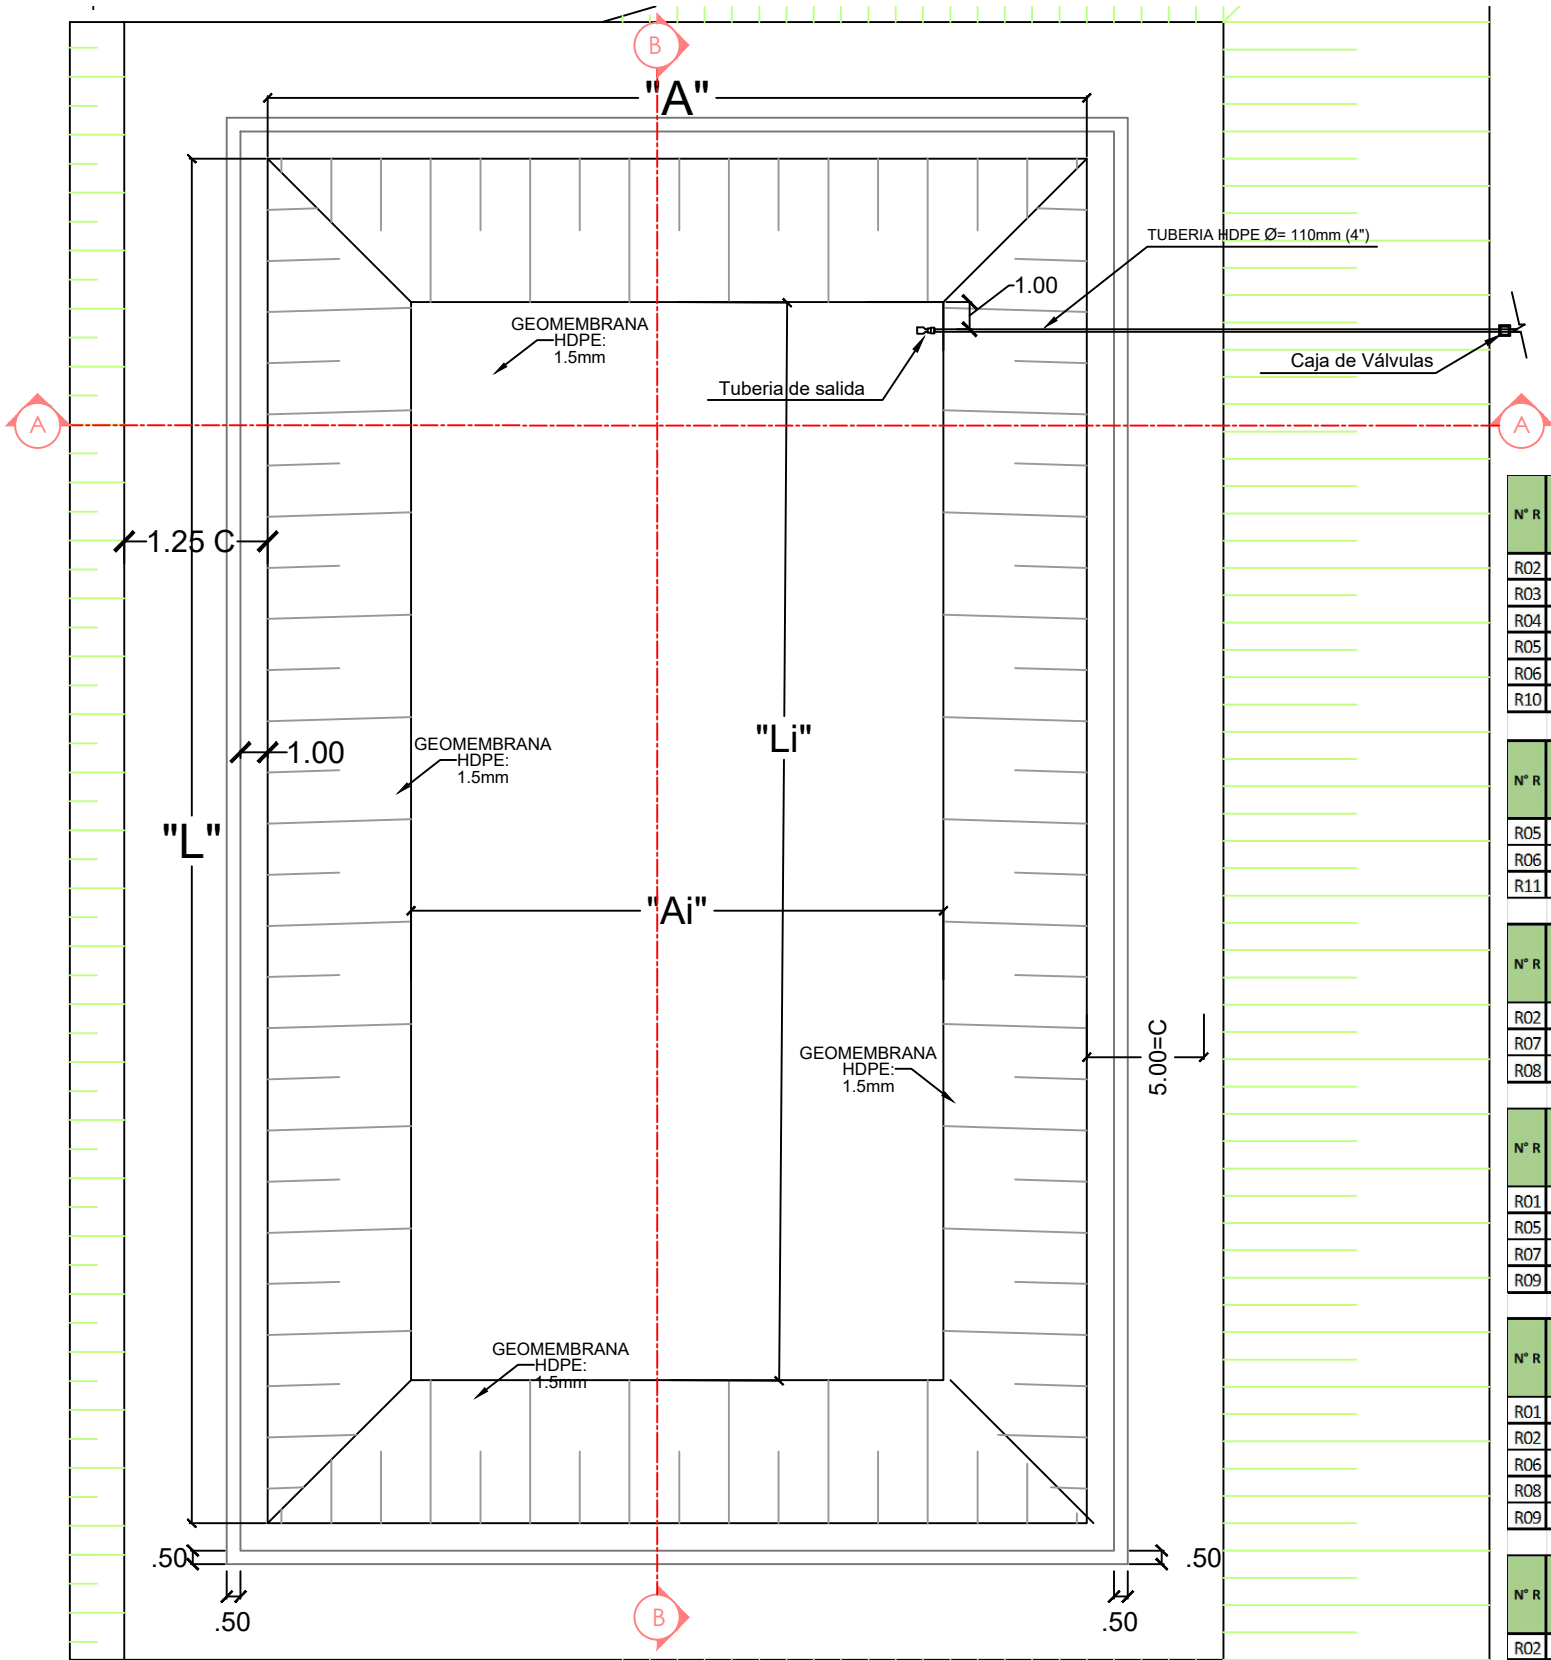 B
"A"
TUBERIA HDPE Ø= 110mm (4")
1.00
GEOMEMBRANA
HDPE:
1.5mm
Caja de Válvulas
Tuberia de salida
A
A
N° R
1.25 C
R02
R03
R04
R05
R06
R10
"Li"
1.00
GEOMEMBRANA
HDPE:
1.5mm
N° R
"L"
R05
R06
R11
"Ai"
N° R
R02
R07
R08
GEOMEMBRANA
HDPE:
1.5mm
5.00=C
N° R
R01
R05
R07
R09
GEOMEMBRANA
HDPE:
1.5mm
N° R
R01
R02
R06
R08
R09
.50
.50
N° R
B
.50
.50
R02